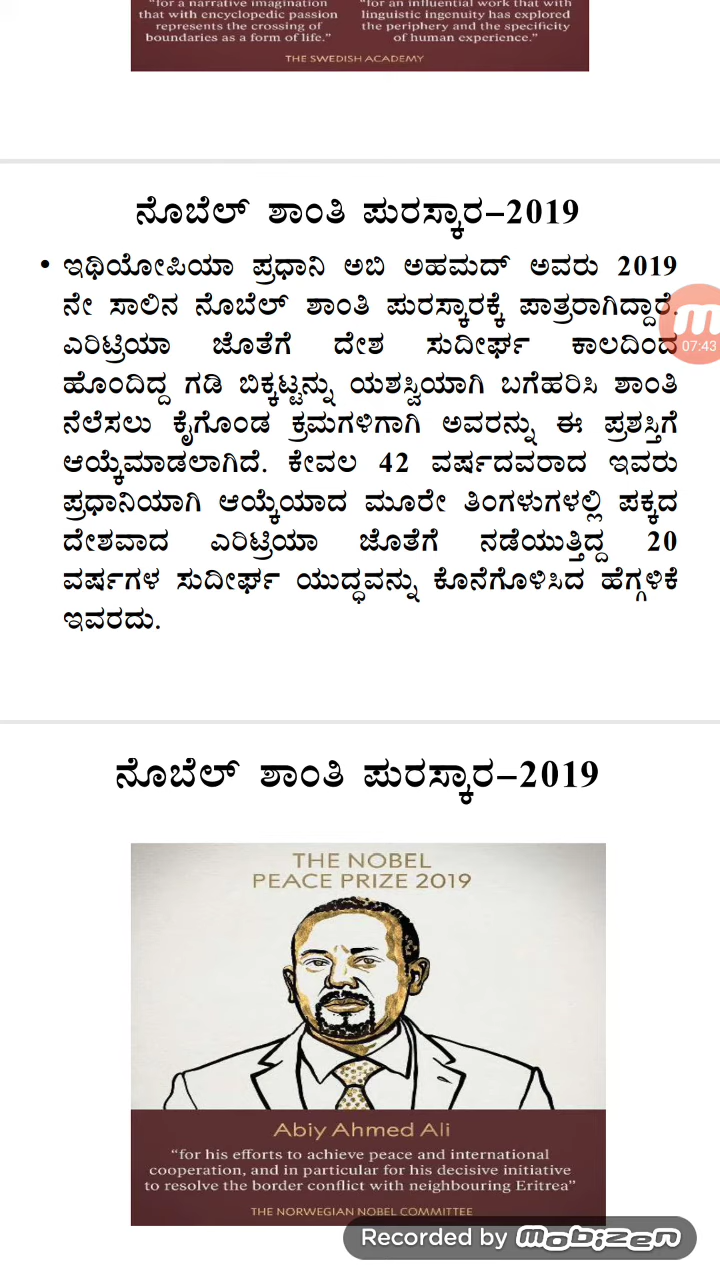 "for a narrative imagination
that with encyclopedic passion
represents the crossing of
boundaries as a form of life."
"for an influential work that with
linguistic ingenuity has explored
the periphery and the specificity
of human experience."
THE SWEDISH ACADEMY
ನೊಬೆಲ್ ಶಾಂತಿ ಪುರಸ್ಕಾರ–2019
• ಇಥಿಯೋಪಿಯಾ ಪ್ರಧಾನಿ ಅಬಿ ಅಹಮದ್ ಅವರು 2019
ನೇ ಸಾಲಿನ ನೊಬೆಲ್ ಶಾಂತಿ ಪುರಸ್ಕಾರಕ್ಕೆ ಪಾತ್ರರಾಗಿದ್ದಾರೆ.
ಎರಿಟ್ರಿಯಾ ಜೊತೆಗೆ ದೇಶ ಸುದೀರ್ಘ ಕಾಲದಿಂದ
ಹೊಂದಿದ್ದ ಗಡಿ ಬಿಕ್ಕಟ್ಟನ್ನು ಯಶಸ್ವಿಯಾಗಿ ಬಗೆಹರಿಸಿ ಶಾಂತಿ
ನೆಲೆಸಲು ಕೈಗೊಂಡ ಕ್ರಮಗಳಿಗಾಗಿ ಅವರನ್ನು ಈ ಪ್ರಶಸ್ತಿಗೆ
ಆಯ್ಕೆಮಾಡಲಾಗಿದೆ. ಕೇವಲ 42 ವರ್ಷದವರಾದ ಇವರು
ಪ್ರಧಾನಿಯಾಗಿ ಆಯ್ಕೆಯಾದ ಮೂರೇ ತಿಂಗಳುಗಳಲ್ಲಿ ಪಕ್ಕದ
ದೇಶವಾದ ಎರಿಟ್ರಿಯಾ ಜೊತೆಗೆ ನಡೆಯುತ್ತಿದ್ದ 20
ವರ್ಷಗಳ ಸುದೀರ್ಘ ಯುದ್ಧವನ್ನು ಕೊನೆಗೊಳಿಸಿದ ಹೆಗ್ಗಳಿಕೆ
ಇವರದು.
07:43
ನೊಬೆಲ್ ಶಾಂತಿ ಪುರಸ್ಕಾರ–2019
THE NOBEL
PEACE PRIZE 2019
Abiy Ahmed Ali
"for his efforts to achieve peace and international
cooperation, and in particular for his decisive initiative
to resolve the border conflict with neighbouring Eritrea"
THE NORWEGIAN NOBEL COMMITTEE
Recorded by mobizen